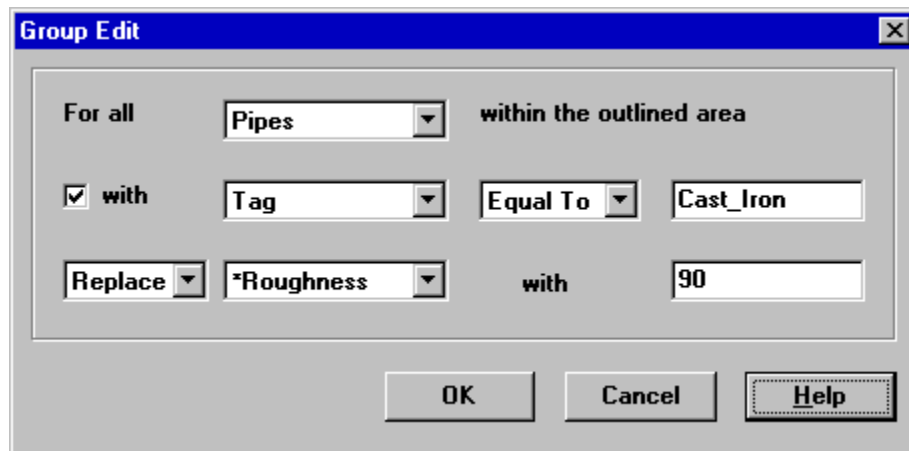 Group Edit
For all Pipes within the outlined area
with Tag Equal To Cast_Iron
Replace *Roughness with 90
OK Cancel Help